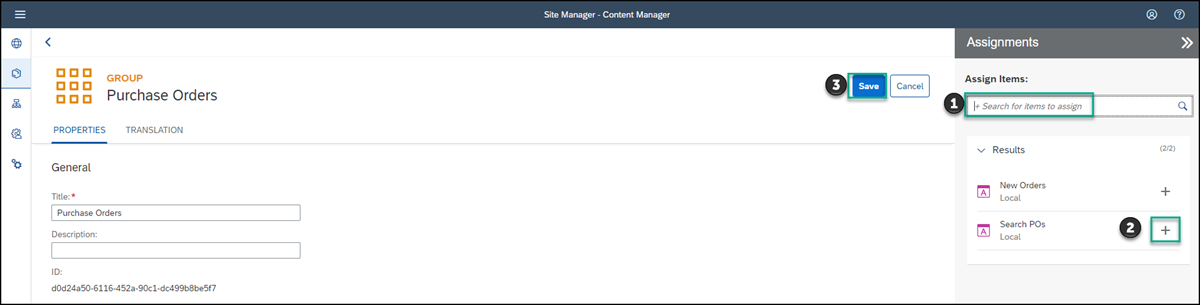 Site Manager - Content Manager
GROUP
Purchase Orders
3
Save
Cancel
PROPERTIES
TRANSLATION
General
Title:*
Purchase Orders
Description:
ID:
d0d24a50-6116-452a-90c1-dc499b8be5f7
Assignments
Assign Items:
1
+ Search for items to assign
Results
(2/2)
A
New Orders
Local
A
Search POs
Local
2